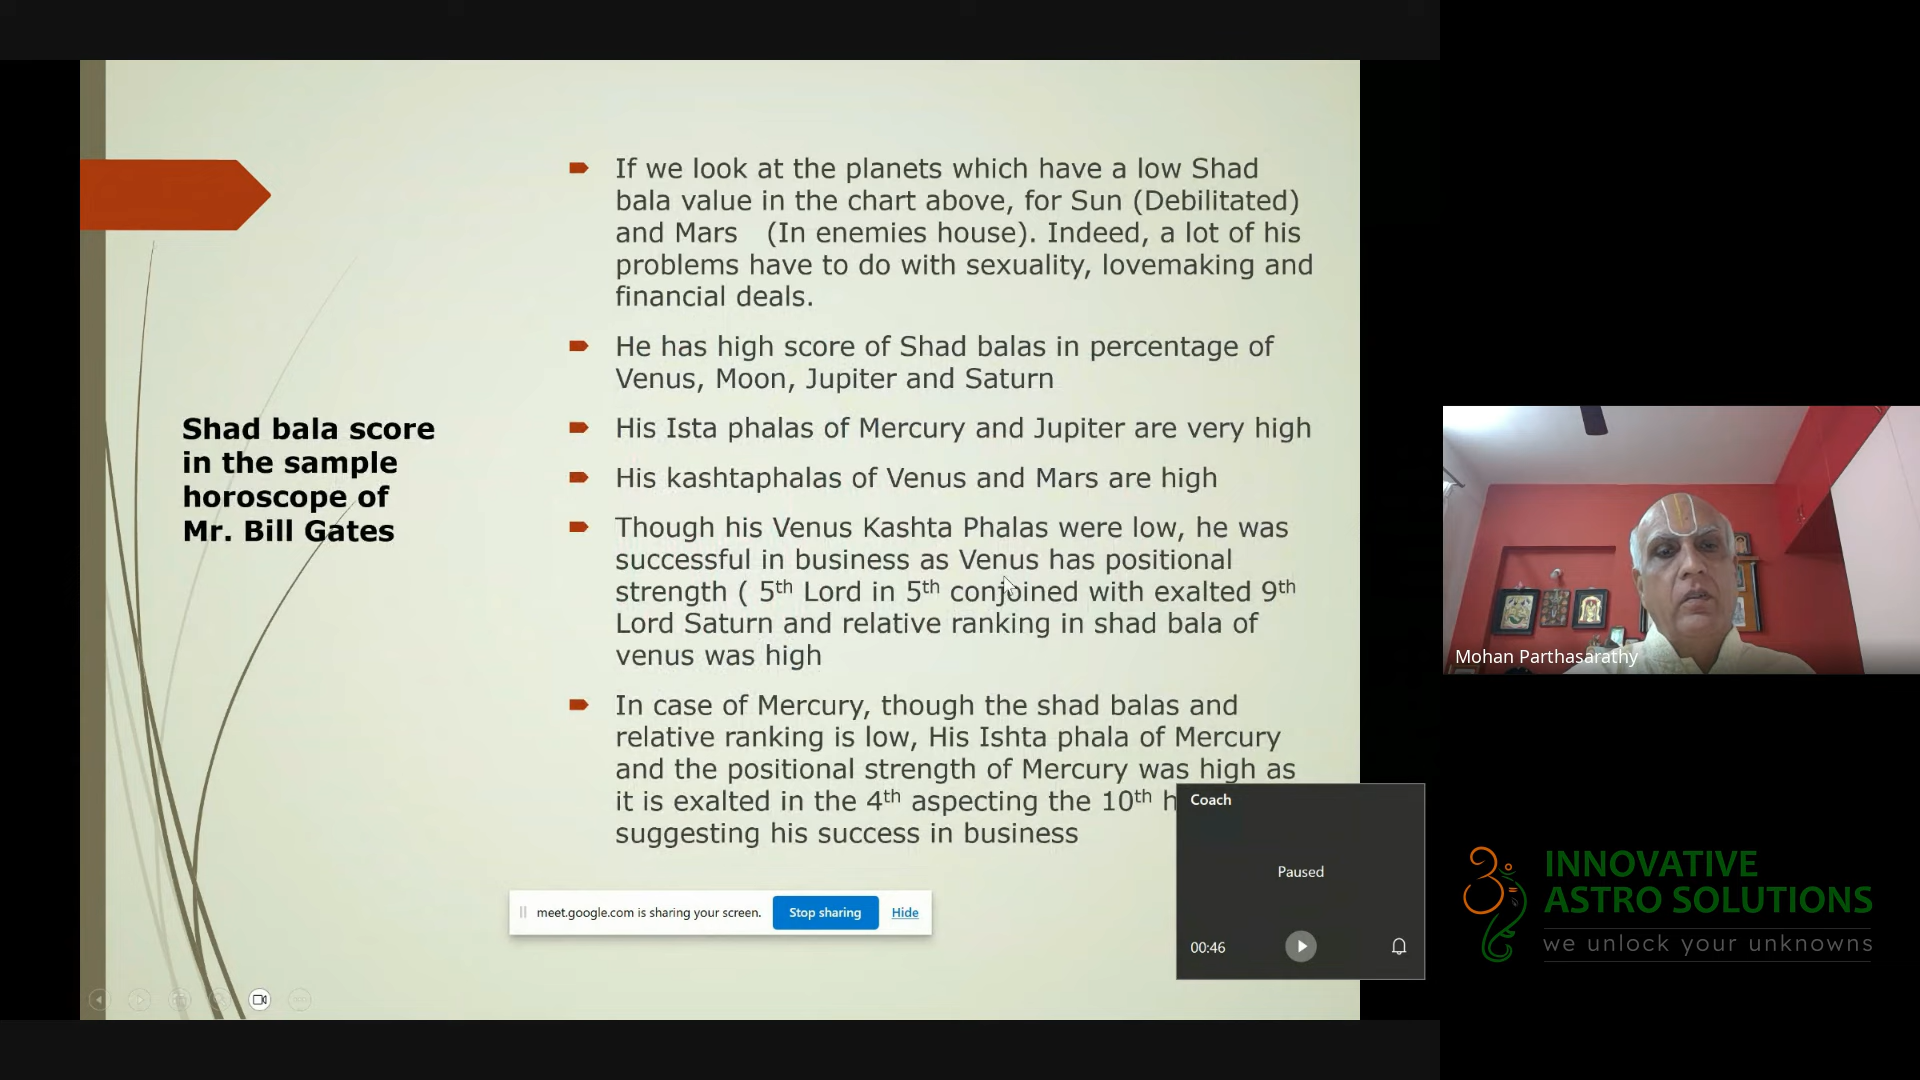 Shad bala score
in the sample
horoscope of
Mr. Bill Gates
If we look at the planets which have a low Shad
bala value in the chart above, for Sun (Debilitated)
and Mars (In enemies house). Indeed, a lot of his
problems have to do with sexuality, lovemaking and
financial deals.
He has high score of Shad balas in percentage of
Venus, Moon, Jupiter and Saturn
His Ista phalas of Mercury and Jupiter are very high
His kashtaphalas of Venus and Mars are high
Though his Venus Kashta Phalas were low, he was
successful in business as Venus has positional
strength ( 5th Lord in 5th conjoined with exalted 9th
Lord Saturn and relative ranking in shad bala of
venus was high
In case of Mercury, though the shad balas and
relative ranking is low, His Ishta phala of Mercury
and the positional strength of Mercury was high as
it is exalted in the 4th aspecting the 10th h
suggesting his success in business
Coach
Paused
00:46
meet.google.com is sharing your screen.
Stop sharing
Hide
Mohan Parthasarathy
INNOVATIVE
ASTRO SOLUTIONS
we unlock your unknowns